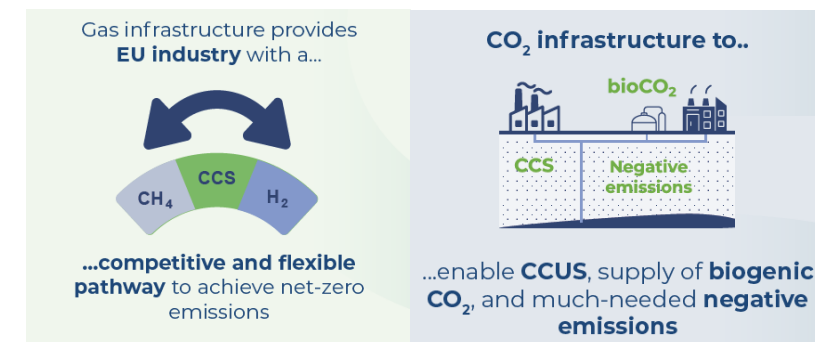 Gas infrastructure provides
EU industry with a...
CH₄
CCS
H₂
...competitive and flexible
pathway to achieve net-zero
emissions
CO₂ infrastructure to..
bioCO₂
CCS
Negative
emissions
...enable CCUS, supply of biogenic
CO₂, and much-needed negative
emissions